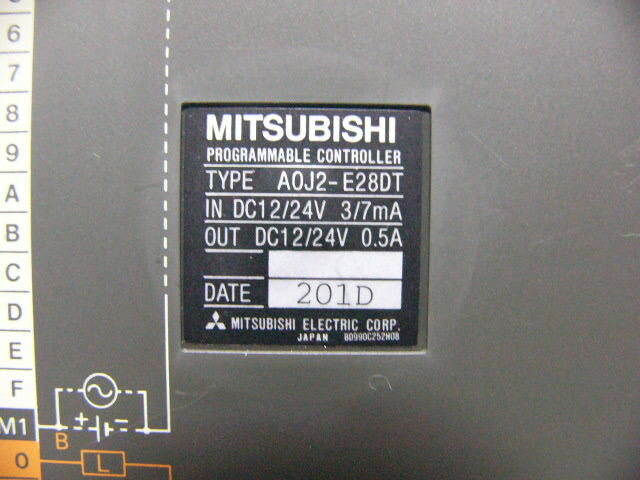 6
7
8
9
A
B
C
D
E
F
M1
0
B
L
MITSUBISHI
PROGRAMMABLE CONTROLLER
TYPE A0J2-E28DT
IN DC12/24V 3/7mA
OUT DC12/24V 0.5A
DATE 201D
MITSUBISHI ELECTRIC CORP.
JAPAN BD990C252H08